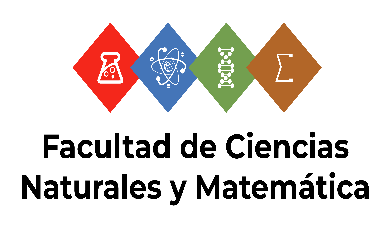 Σ
Facultad de Ciencias
Naturales y Matemática